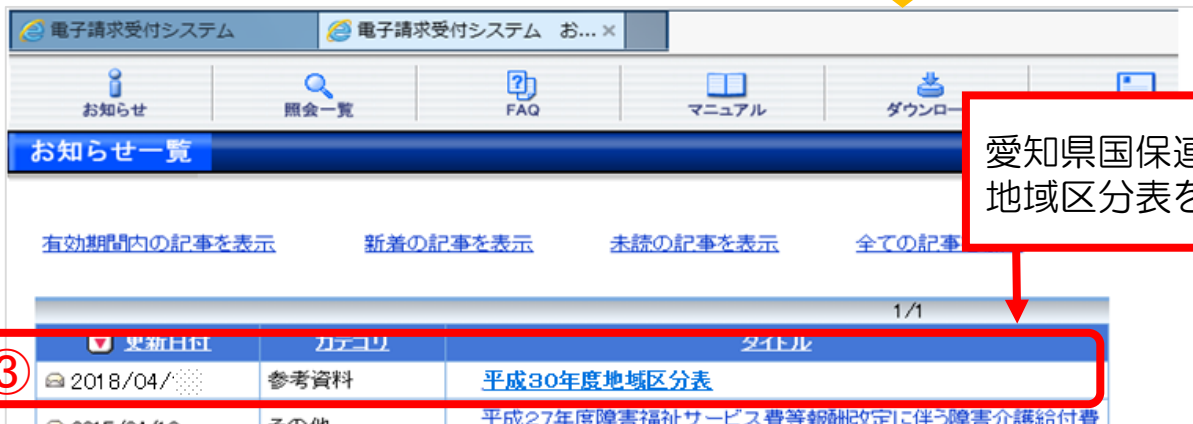 電子請求受付システム
電子請求受付システム お... ×
お知らせ
照会一覧
FAQ
マニュアル
ダウンロー
愛知県国保連
地域区分表を
お知らせ一覧
有効期間内の記事を表示
新着の記事を表示
未読の記事を表示
全ての記事
1/1
更新日付
カテゴリ
タイトル
③
2018/04/
参考資料
平成30年度地域区分表
その他
平成27年度障害福祉サービス費等報酬改定に伴う障害介護給付費